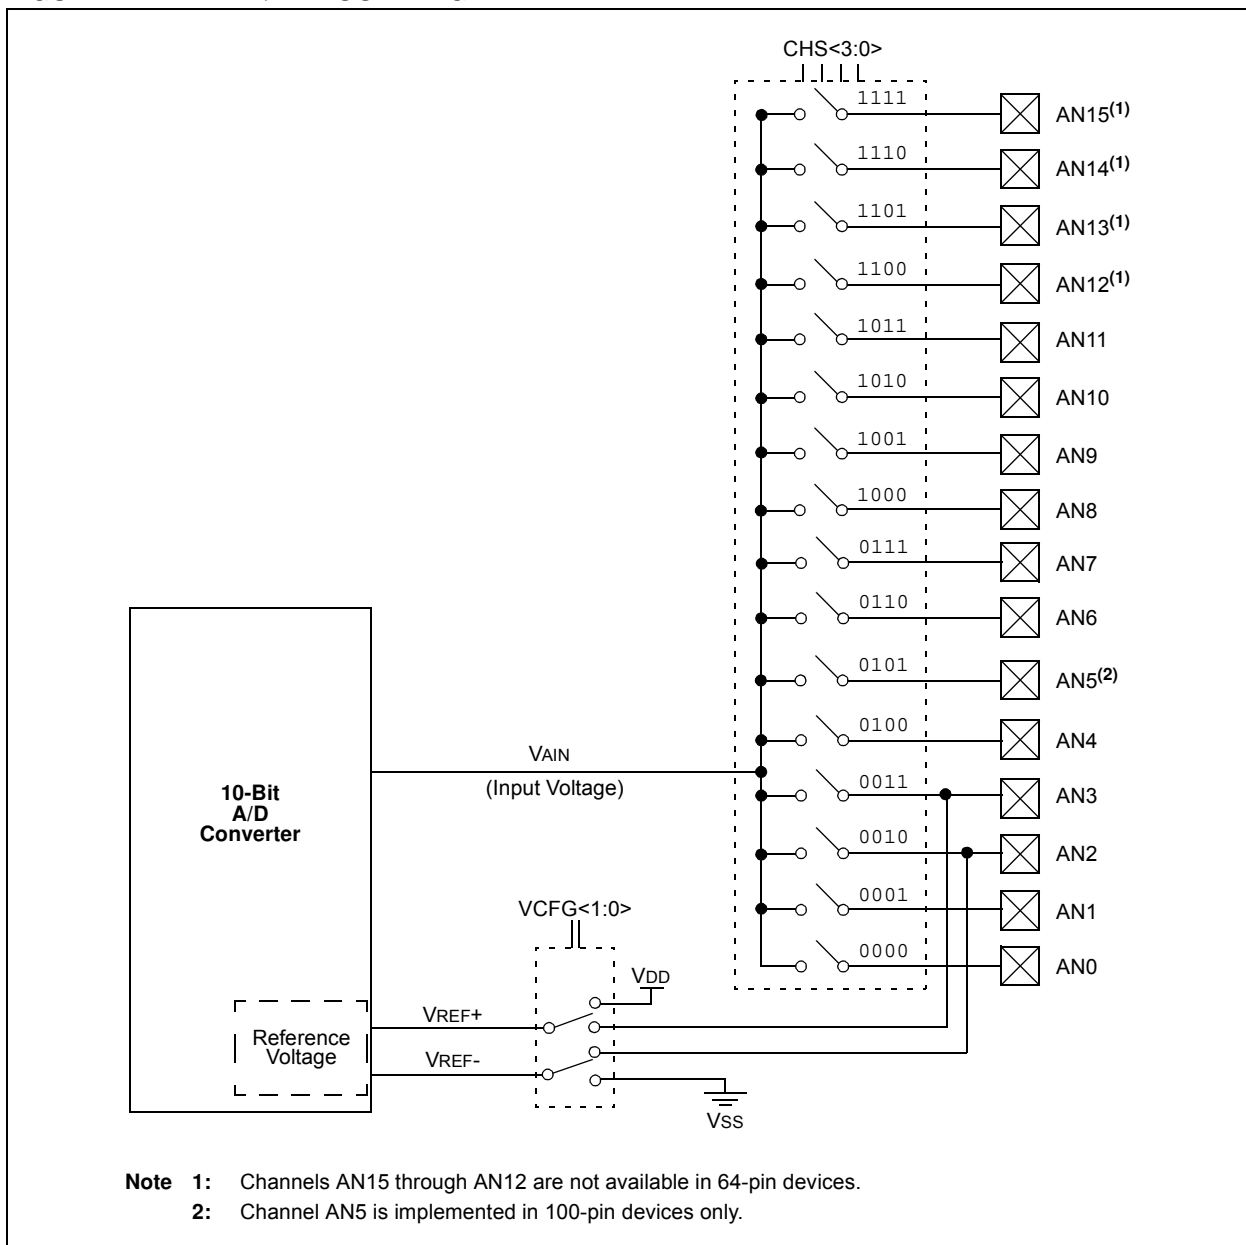 CHS<3:0>
1111 AN15(1)
1110 AN14(1)
1101 AN13(1)
1100 AN12(1)
1011 AN11
1010 AN10
1001 AN9
1000 AN8
0111 AN7
0110 AN6
0101 AN5(2)
0100 AN4
VAIN
(Input Voltage)
10-Bit
A/D
Converter
0011 AN3
0010 AN2
0001 AN1
0000 AN0
VCFG<1:0>
VDD
VREF+
Reference
Voltage
VREF-
VSS
Note 1: Channels AN15 through AN12 are not available in 64-pin devices.
2: Channel AN5 is implemented in 100-pin devices only.